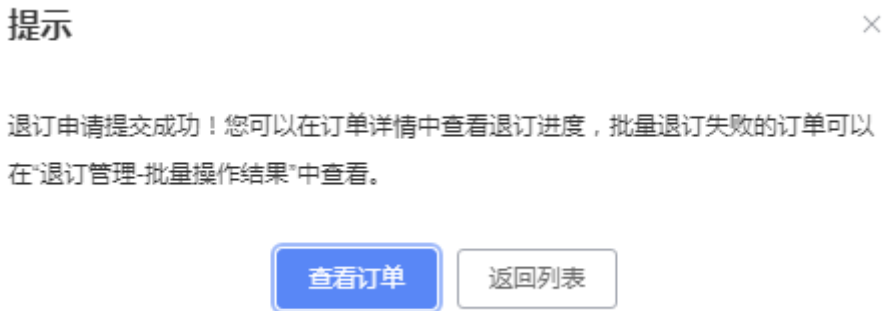 提示
退订申请提交成功！您可以在订单详情中查看退订进度，批量退订失败的订单可以
在“退订管理-批量操作结果”中查看。
查看订单
返回列表